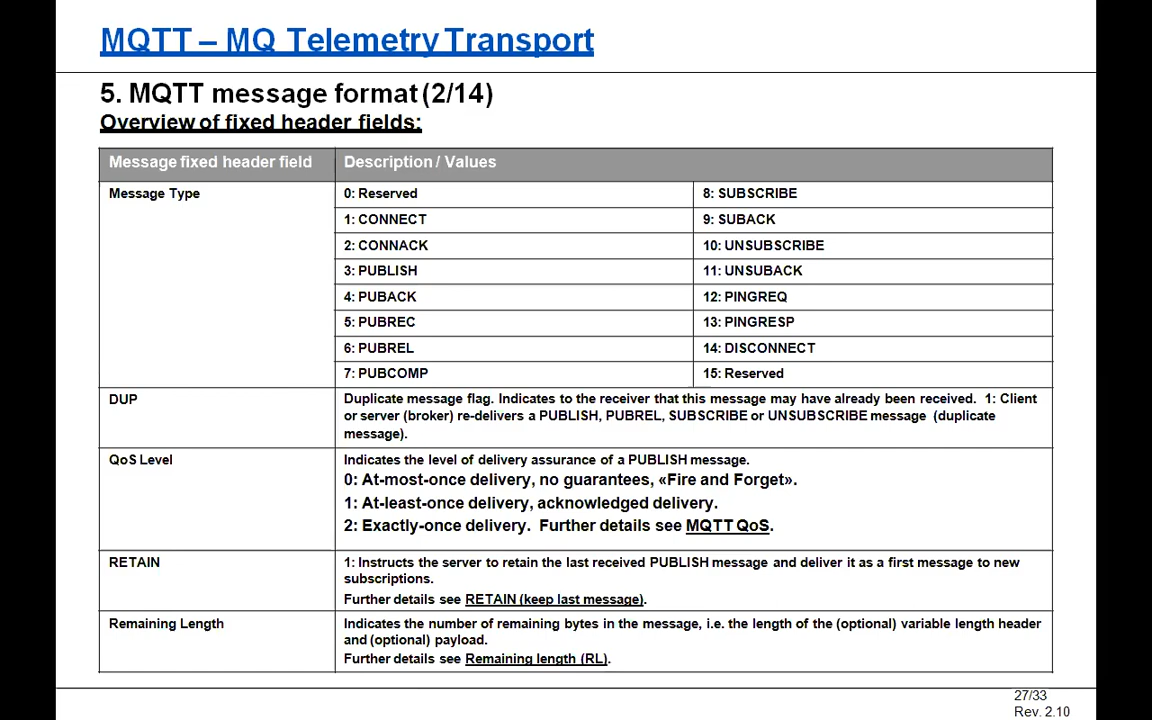 MQTT – MQ Telemetry Transport
5. MQTT message format (2/14)
Overview of fixed header fields:
Message fixed header field Description / Values
Message Type 0: Reserved 8: SUBSCRIBE
1: CONNECT 9: SUBACK
2: CONNACK 10: UNSUBSCRIBE
3: PUBLISH 11: UNSUBACK
4: PUBACK 12: PINGREQ
5: PUBREC 13: PINGRESP
6: PUBREL 14: DISCONNECT
7: PUBCOMP 15: Reserved
DUP Duplicate message flag. Indicates to the receiver that this message may have already been received. 1: Client
or server (broker) re-delivers a PUBLISH, PUBREL, SUBSCRIBE or UNSUBSCRIBE message (duplicate
message).
QoS Level Indicates the level of delivery assurance of a PUBLISH message.
0: At-most-once delivery, no guarantees, «Fire and Forget».
1: At-least-once delivery, acknowledged delivery.
2: Exactly-once delivery. Further details see MQTT QoS.
RETAIN 1: Instructs the server to retain the last received PUBLISH message and deliver it as a first message to new
subscriptions.
Further details see RETAIN (keep last message).
Remaining Length Indicates the number of remaining bytes in the message, i.e. the length of the (optional) variable length header
and (optional) payload.
Further details see Remaining length (RL).
27/33
Rev. 2.10